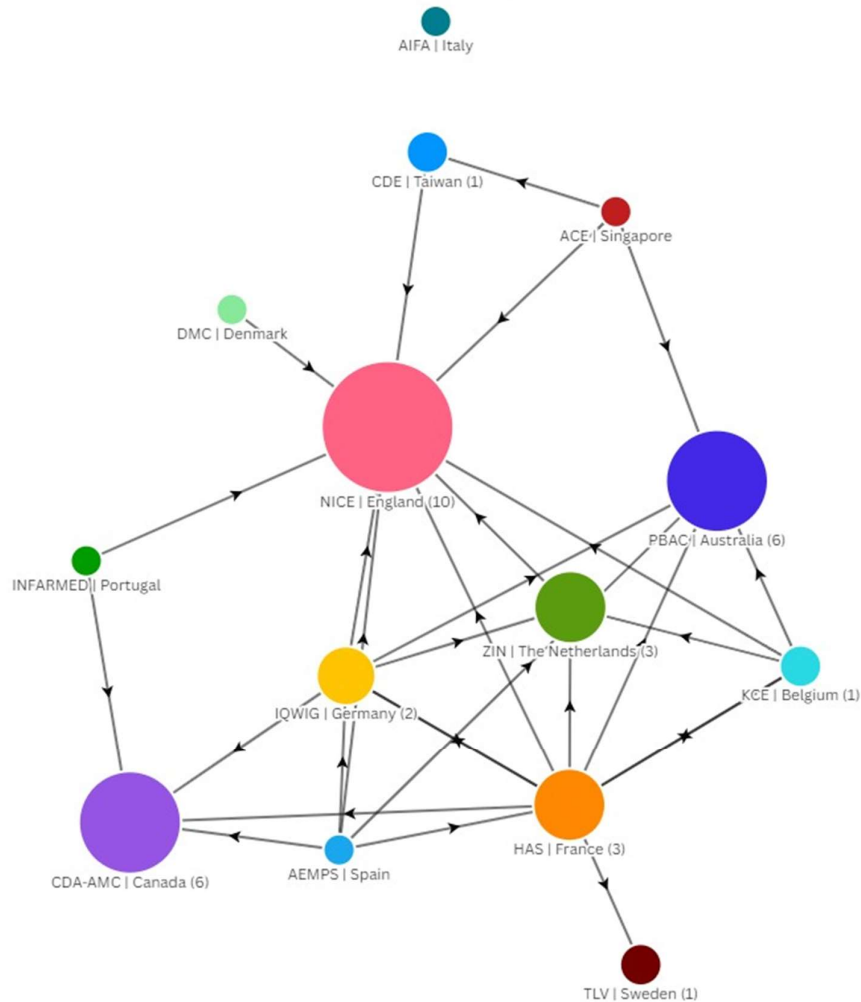 AIFA | Italy
CDE | Taiwan (1)
ACE | Singapore
DMC | Denmark
NICE | England (10)
PBAC | Australia (6)
INFARMED | Portugal
ZIN | The Netherlands (3)
KCE | Belgium (1)
IQWIG | Germany (2)
HAS | France (3)
AEMPS | Spain
CDA-AMC | Canada (6)
TLV | Sweden (1)